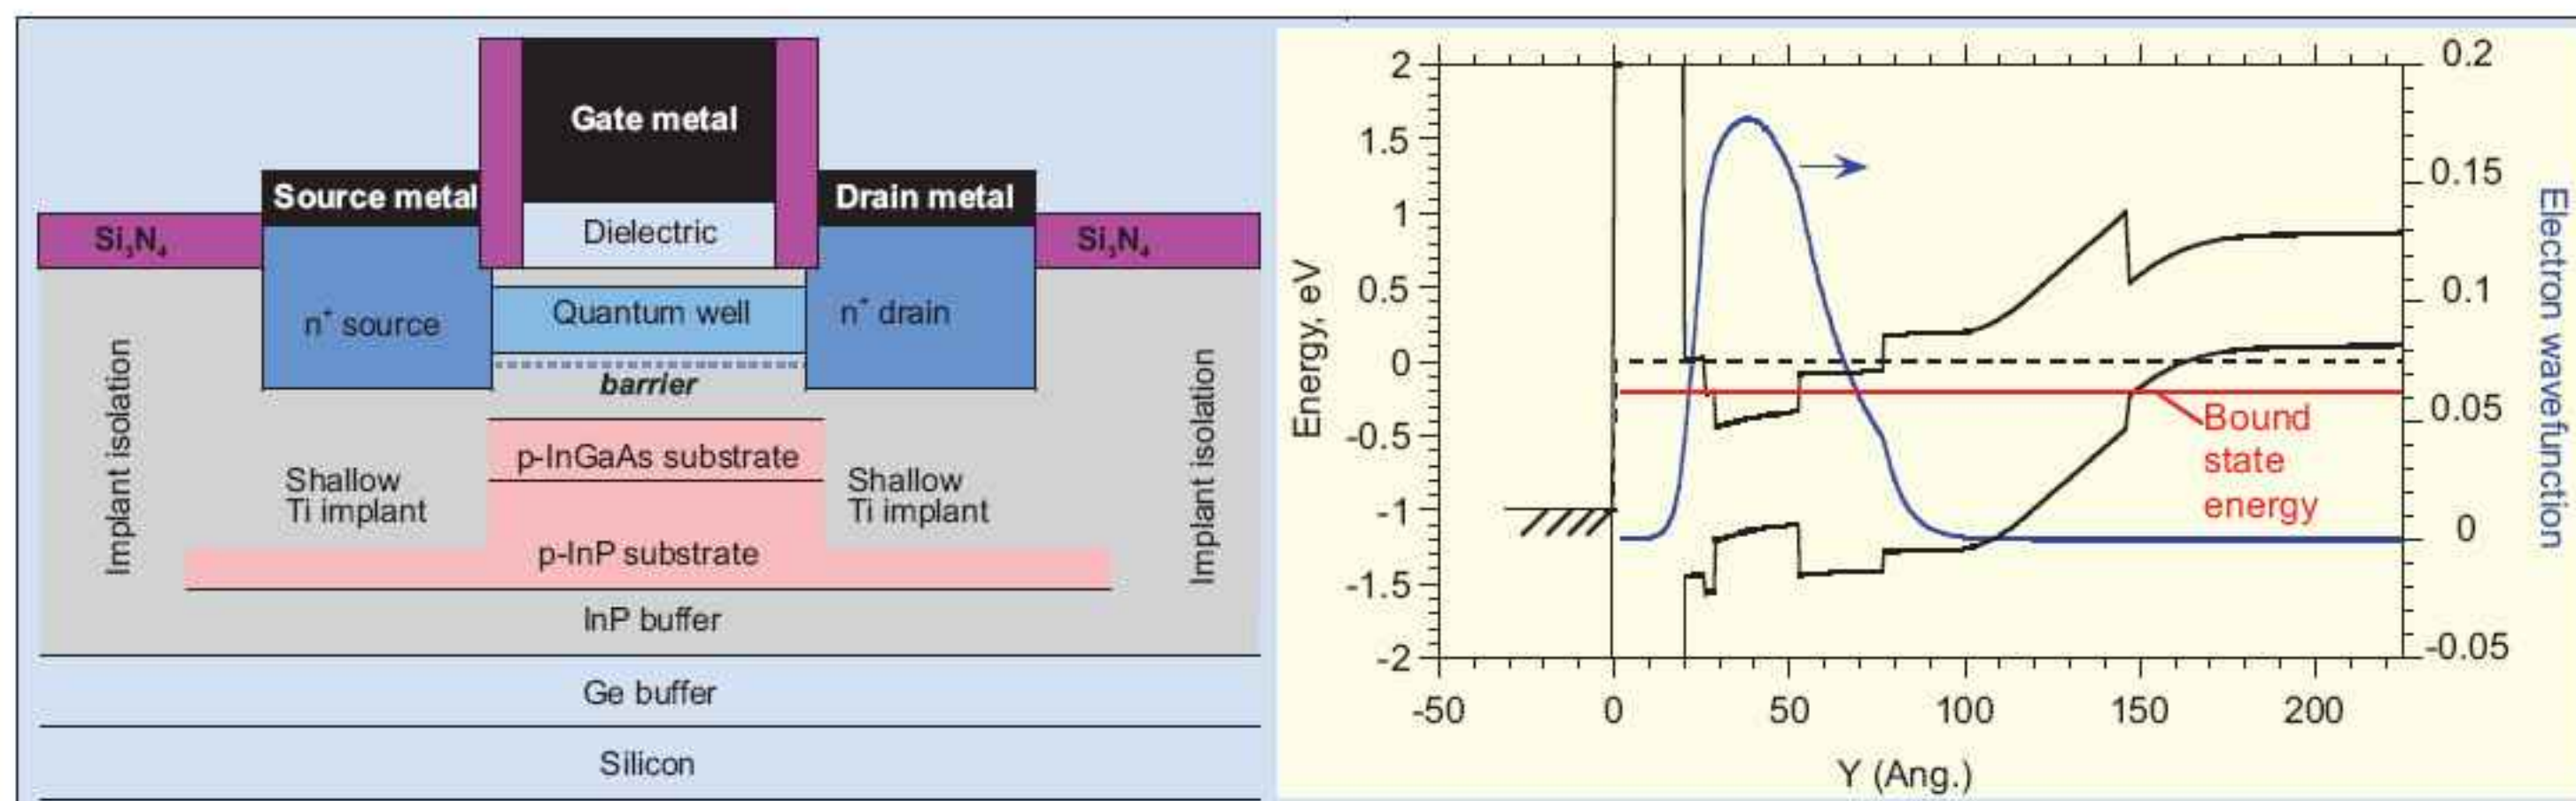 Gate metal
Source metal
Drain metal
Si₃N₄
Dielectric
Si₃N₄
n⁺ source
Quantum well
n⁺ drain
barrier
Implant isolation
Implant isolation
p-InGaAs substrate
Shallow
Ti implant
Shallow
Ti implant
p-InP substrate
InP buffer
Ge buffer
Silicon
2
1.5
1
0.5
0
-0.5
-1
-1.5
-2
Energy, eV
0.2
0.15
0.1
0.05
0
-0.05
Electron wavefunction
Bound
state
energy
-50
0
50
100
150
200
Y (Ang.)